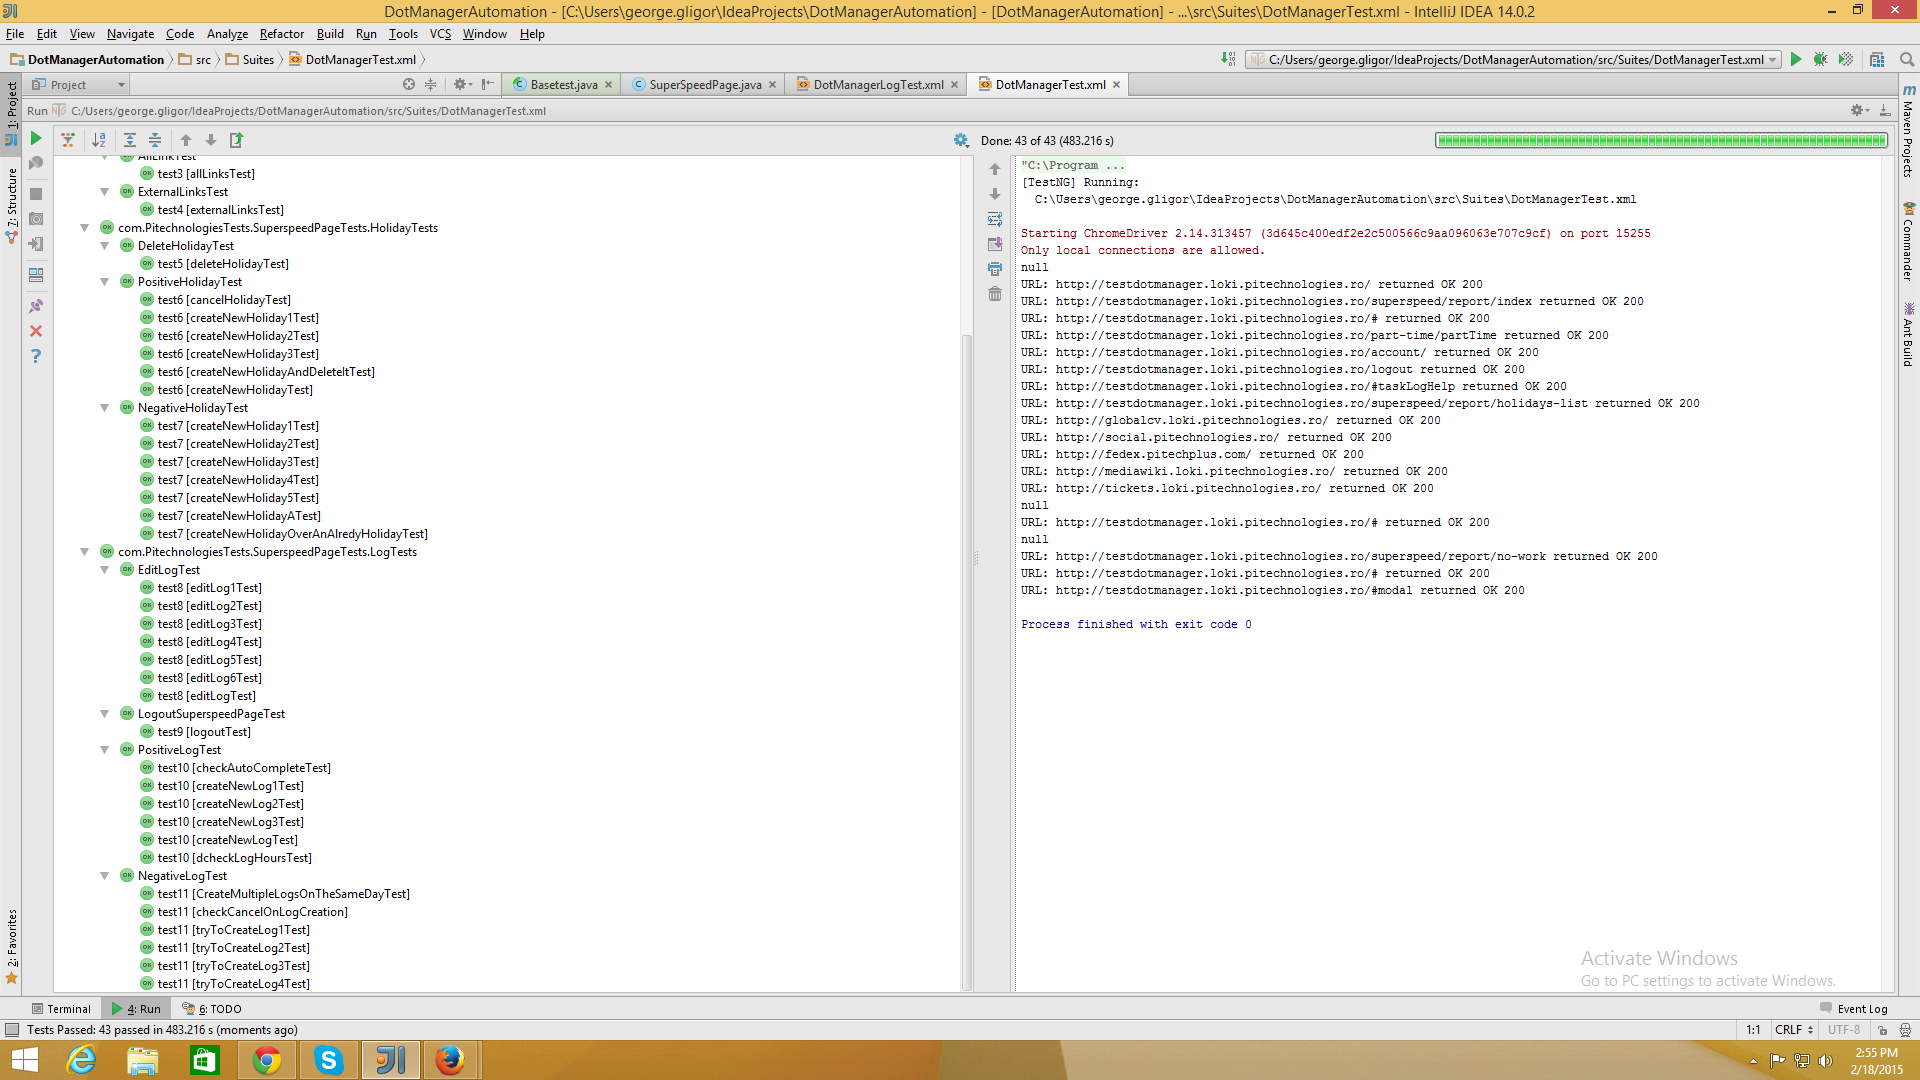 DotManagerAutomation - [C:\Users\george.gligor\IdeaProjects\DotManagerAutomation] - [DotManagerAutomation] - ...\src\Suites\DotManagerTest.xml - IntelliJ IDEA 14.0.2
File Edit View Navigate Code Analyze Refactor Build Run Tools VCS Window Help
DotManagerAutomation src Suites DotManagerTest.xml
C:/Users/george.gligor/IdeaProjects/DotManagerAutomation/src/Suites/DotManagerTest.xml
Project
Basetest.java SuperSpeedPage.java DotManagerLogTest.xml DotManagerTest.xml
Run C:/Users/george.gligor/IdeaProjects/DotManagerAutomation/src/Suites/DotManagerTest.xml
1: Project
7: Structure
2: Favorites
Maven Projects
Commander
Ant Build
Done: 43 of 43 (483.216 s)
AllLinkTest
test3 [allLinksTest]
ExternalLinksTest
test4 [externalLinksTest]
com.PitechnologiesTests.SuperspeedPageTests.HolidayTests
DeleteHolidayTest
test5 [deleteHolidayTest]
PositiveHolidayTest
test6 [cancelHolidayTest]
test6 [createNewHoliday1Test]
test6 [createNewHoliday2Test]
test6 [createNewHoliday3Test]
test6 [createNewHolidayAndDeleteItTest]
test6 [createNewHolidayTest]
NegativeHolidayTest
test7 [createNewHoliday1Test]
test7 [createNewHoliday2Test]
test7 [createNewHoliday3Test]
test7 [createNewHoliday4Test]
test7 [createNewHoliday5Test]
test7 [createNewHolidayATest]
test7 [createNewHolidayOverAnAlredyHolidayTest]
com.PitechnologiesTests.SuperspeedPageTests.LogTests
EditLogTest
test8 [editLog1Test]
test8 [editLog2Test]
test8 [editLog3Test]
test8 [editLog4Test]
test8 [editLog5Test]
test8 [editLog6Test]
test8 [editLogTest]
LogoutSuperspeedPageTest
test9 [logoutTest]
PositiveLogTest
test10 [checkAutoCompleteTest]
test10 [createNewLog1Test]
test10 [createNewLog2Test]
test10 [createNewLog3Test]
test10 [createNewLogTest]
test10 [dcheckLogHoursTest]
NegativeLogTest
test11 [CreateMultipleLogsOnTheSameDayTest]
test11 [checkCancelOnLogCreation]
test11 [tryToCreateLog1Test]
test11 [tryToCreateLog2Test]
test11 [tryToCreateLog3Test]
test11 [tryToCreateLog4Test]
"C:\Program ...
[TestNG] Running:
C:\Users\george.gligor\IdeaProjects\DotManagerAutomation\src\Suites\DotManagerTest.xml
Starting ChromeDriver 2.14.313457 (3d645c400edf2e2c500566c9aa096063e707c9cf) on port 15255
Only local connections are allowed.
null
URL: http://testdotmanager.loki.pitechnologies.ro/ returned OK 200
URL: http://testdotmanager.loki.pitechnologies.ro/superspeed/report/index returned OK 200
URL: http://testdotmanager.loki.pitechnologies.ro/# returned OK 200
URL: http://testdotmanager.loki.pitechnologies.ro/part-time/partTime returned OK 200
URL: http://testdotmanager.loki.pitechnologies.ro/account/ returned OK 200
URL: http://testdotmanager.loki.pitechnologies.ro/logout returned OK 200
URL: http://testdotmanager.loki.pitechnologies.ro/#taskLogHelp returned OK 200
URL: http://testdotmanager.loki.pitechnologies.ro/superspeed/report/holidays-list returned OK 200
URL: http://globalcv.loki.pitechnologies.ro/ returned OK 200
URL: http://social.pitechnologies.ro/ returned OK 200
URL: http://fedex.pitechplus.com/ returned OK 200
URL: http://mediawiki.loki.pitechnologies.ro/ returned OK 200
URL: http://tickets.loki.pitechnologies.ro/ returned OK 200
null
URL: http://testdotmanager.loki.pitechnologies.ro/# returned OK 200
null
URL: http://testdotmanager.loki.pitechnologies.ro/superspeed/report/no-work returned OK 200
URL: http://testdotmanager.loki.pitechnologies.ro/# returned OK 200
URL: http://testdotmanager.loki.pitechnologies.ro/#modal returned OK 200
Process finished with exit code 0
Activate Windows
Go to PC settings to activate Windows.
Terminal 4: Run 6: TODO Event Log
Tests Passed: 43 passed in 483.216 s (moments ago) 1:1 CRLF UTF-8
2:55 PM
2/18/2015